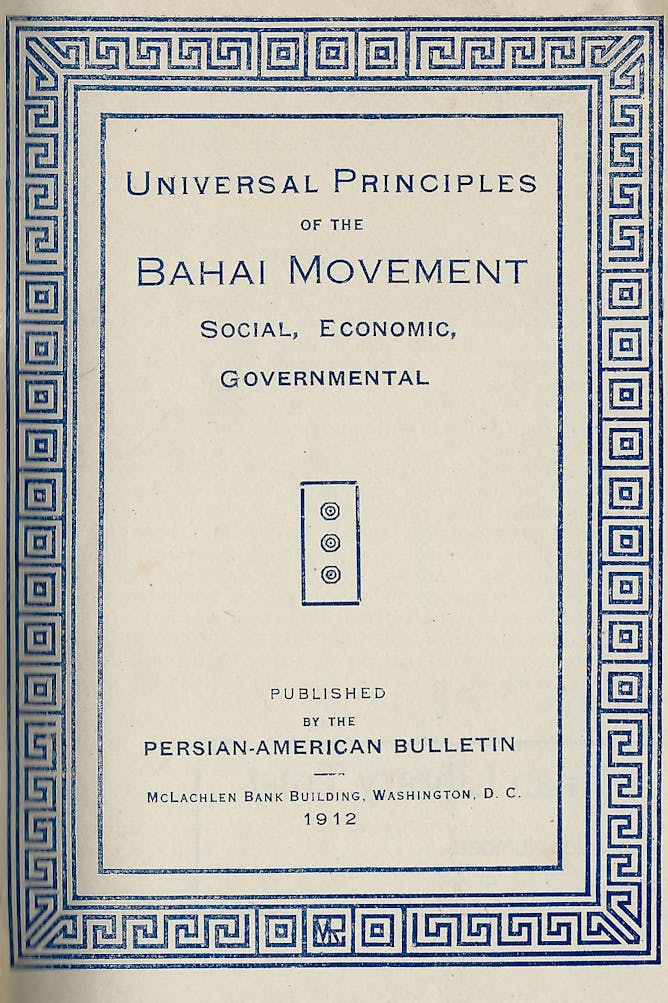 UNIVERSAL PRINCIPLES
OF THE
BAHAI MOVEMENT
SOCIAL, ECONOMIC,
GOVERNMENTAL
PUBLISHED
BY THE
PERSIAN-AMERICAN BULLETIN
MCLACHLEN BANK BUILDING, WASHINGTON, D. C.
1912